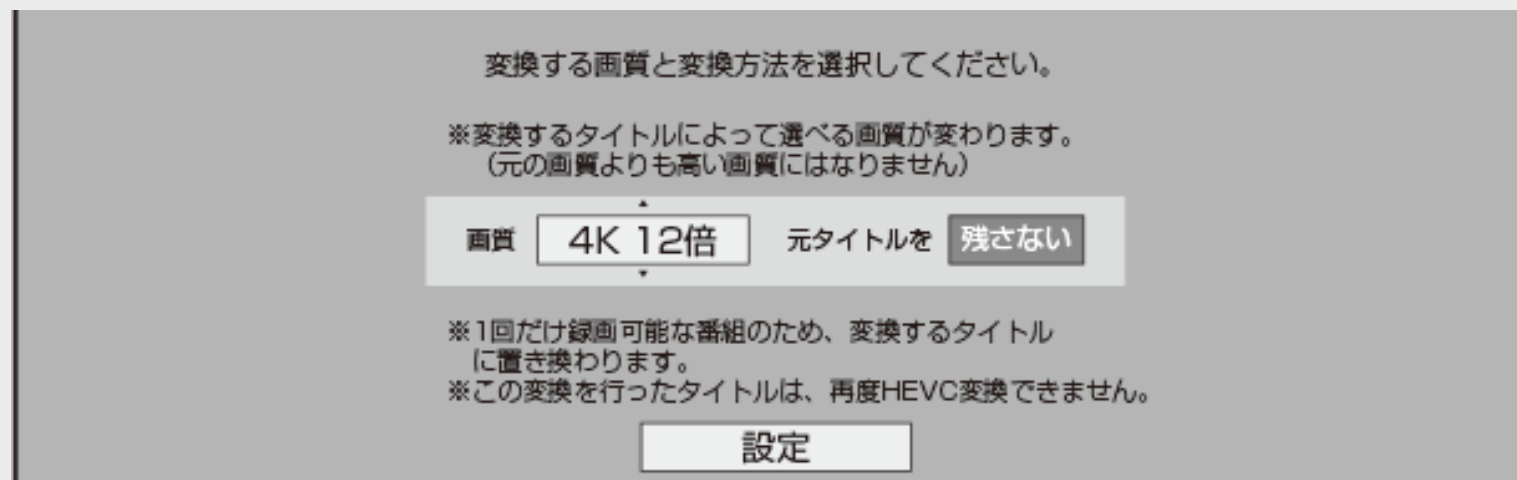 変換する画質と変換方法を選択してください。
※変換するタイトルによって選べる画質が変わります。
（元の画質よりも高い画質にはなりません）
画質 4K 12倍 元タイトルを 残さない
※1回だけ録画可能な番組のため、変換するタイトル
に置き換わります。
※この変換を行ったタイトルは、再度HEVC変換できません。
設定